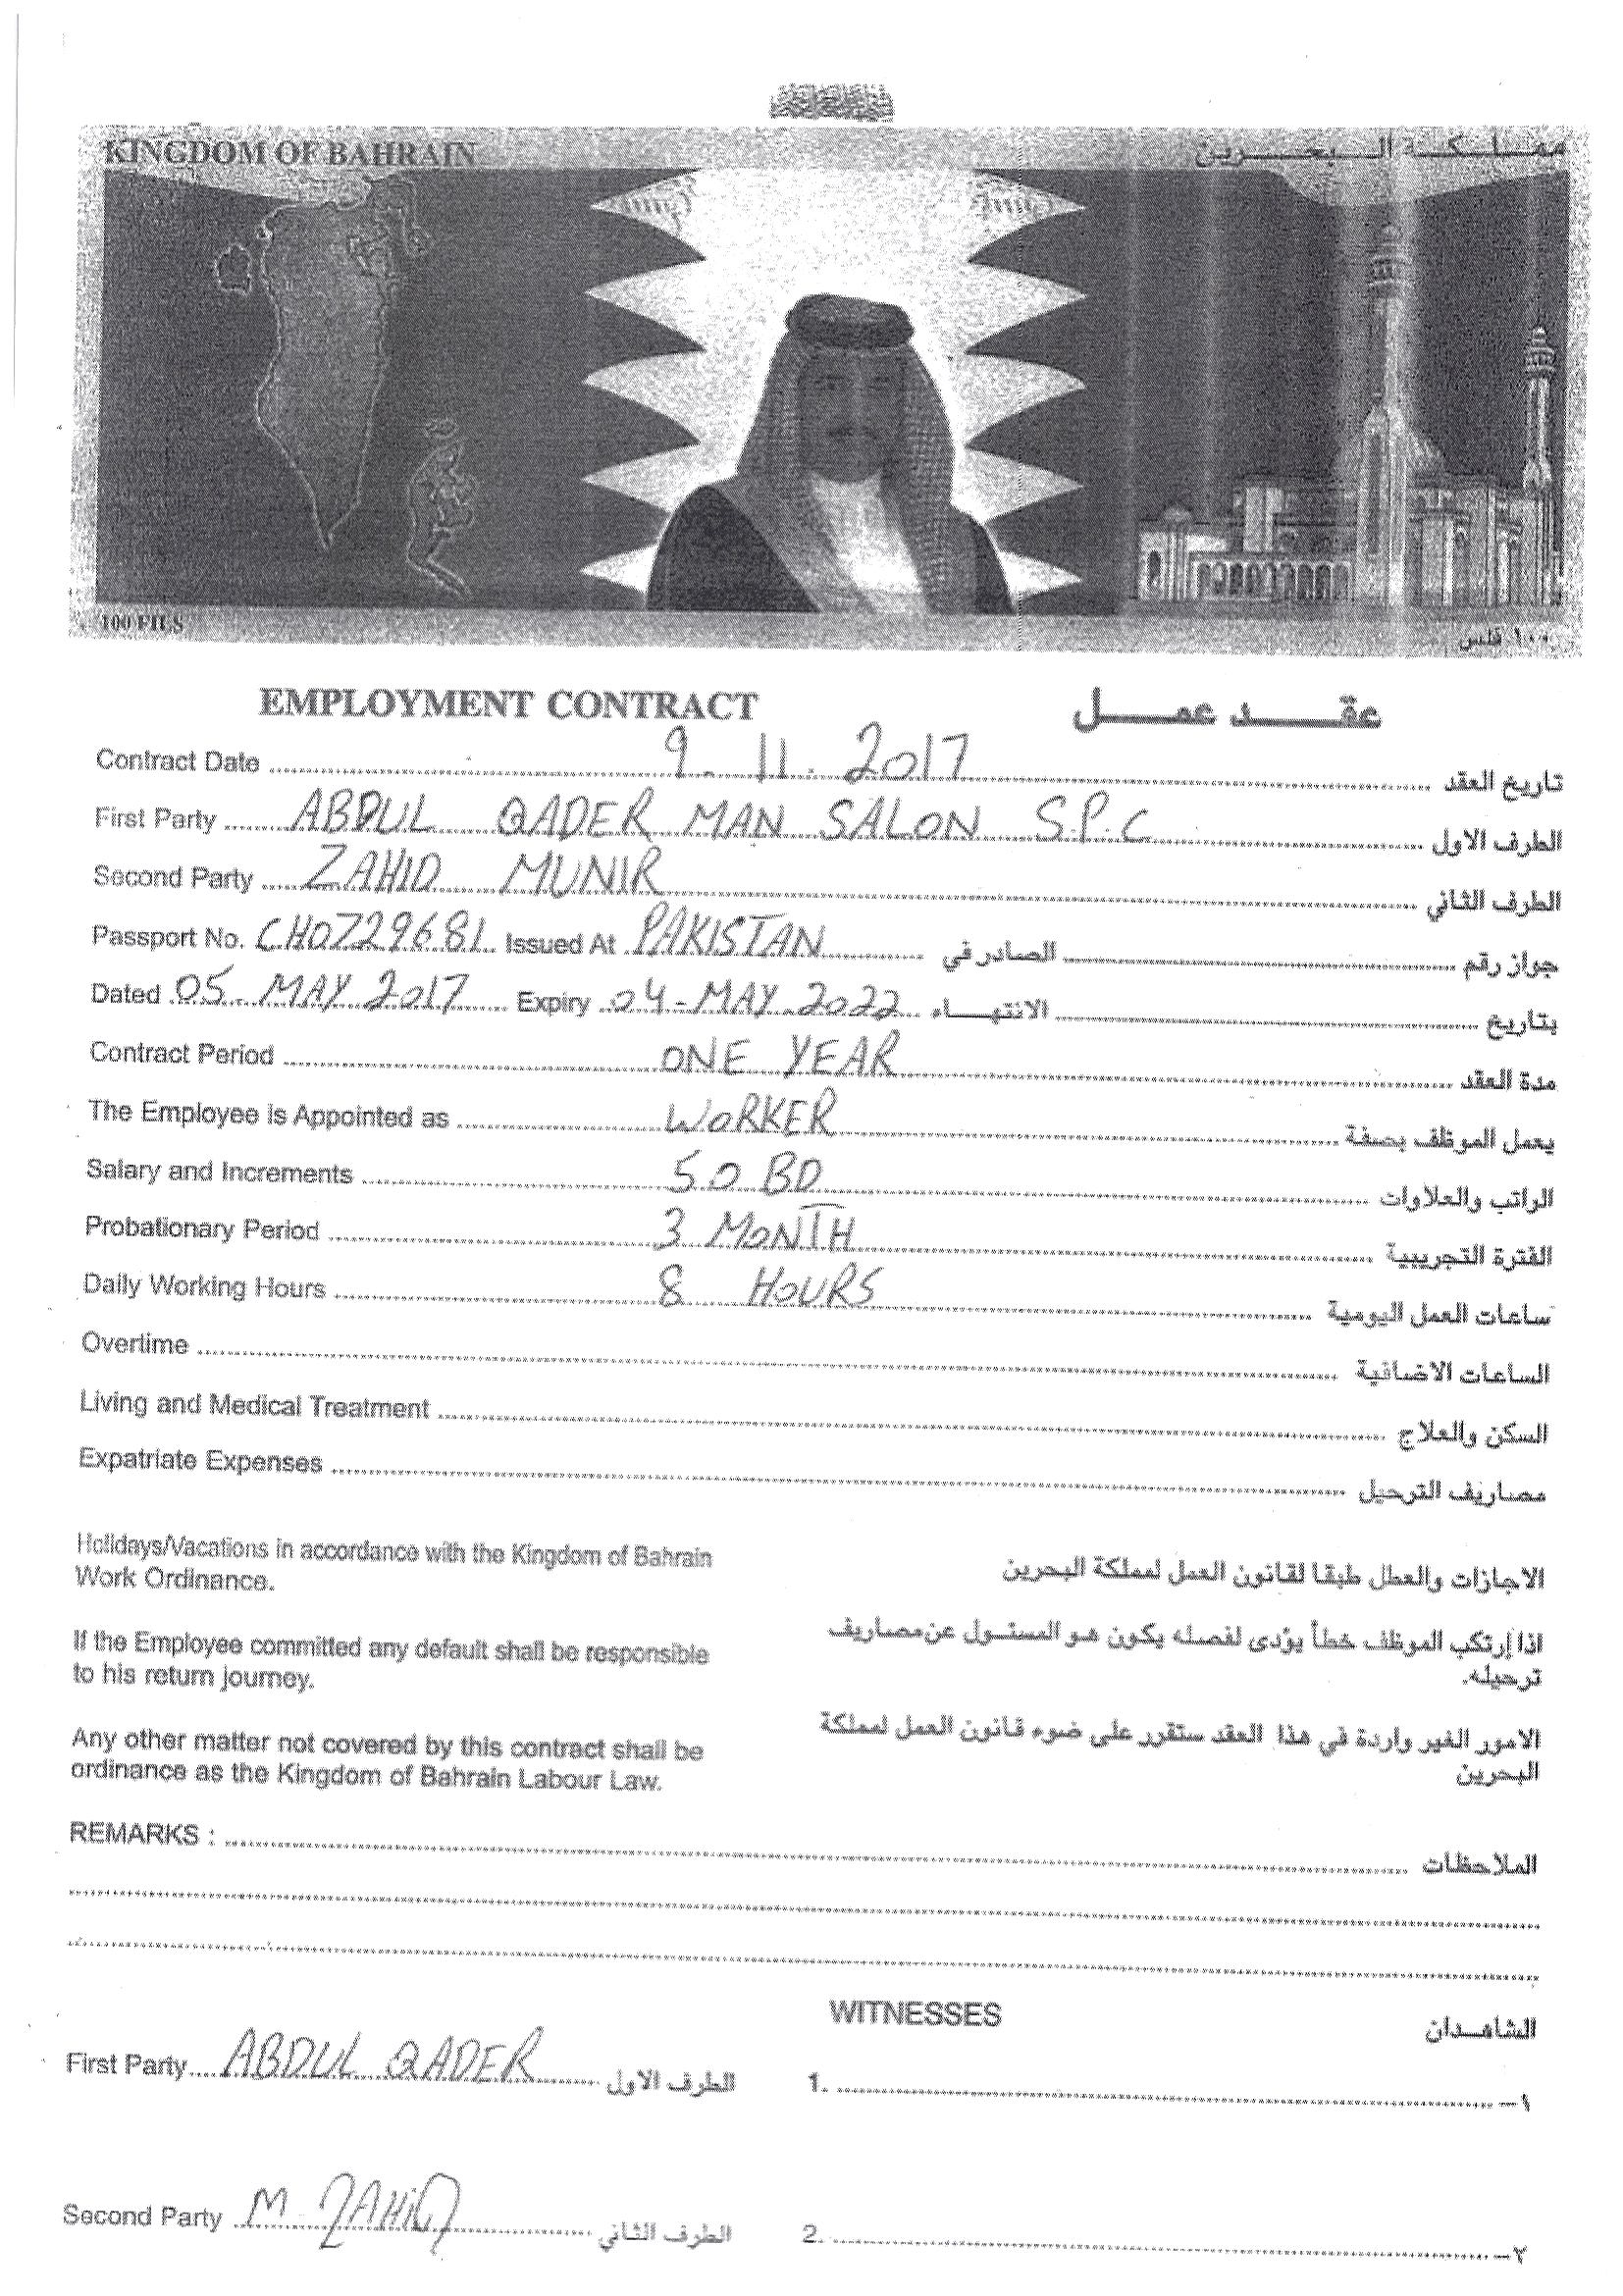 KINGDOM OF BAHRAIN مملكة البحرين
100 FILS ١٠٠ فلس
EMPLOYMENT CONTRACT عقد عمل
Contract Date 9.11.2017 تاريخ العقد
First Party ABDUL QADER MAN SALON S.P.C الطرف الاول
Second Party ZAHID MUNIR الطرف الثاني
Passport No. CH0729681 Issued At PAKISTAN الصادر في جواز رقم
Dated 05-MAY 2017 Expiry 04-MAY.2022 الانتهاء بتاريخ
Contract Period ONE YEAR مدة العقد
The Employee is Appointed as WORKER يعمل الموظف بصفة
Salary and Increments 50 BD الراتب والعلاوات
Probationary Period 3 MONTH الفترة التجريبية
Daily Working Hours 8 HOURS ساعات العمل اليومية
Overtime الساعات الاضافية
Living and Medical Treatment السكن والعلاج
Expatriate Expenses مصاريف الترحيل
Holidays/Vacations in accordance with the Kingdom of Bahrain
Work Ordinance.
الاجازات والعطل طبقا لقانون العمل لمملكة البحرين
If the Employee committed any default shall be responsible
to his return journey.
اذا إرتكب الموظف خطأ يؤدى لفصله يكون هو المسئول عن مصاريف
ترحيله.
Any other matter not covered by this contract shall be
ordinance as the Kingdom of Bahrain Labour Law.
الامور الغير واردة في هذا العقد ستقرر على ضوء قانون العمل لمملكة
البحرين
REMARKS : الملاحظات
WITNESSES الشاهدان
First Party ABDUL QADER الطرف الاول 1. ١-
Second Party M ZAHID الطرف الثاني 2. ٢-